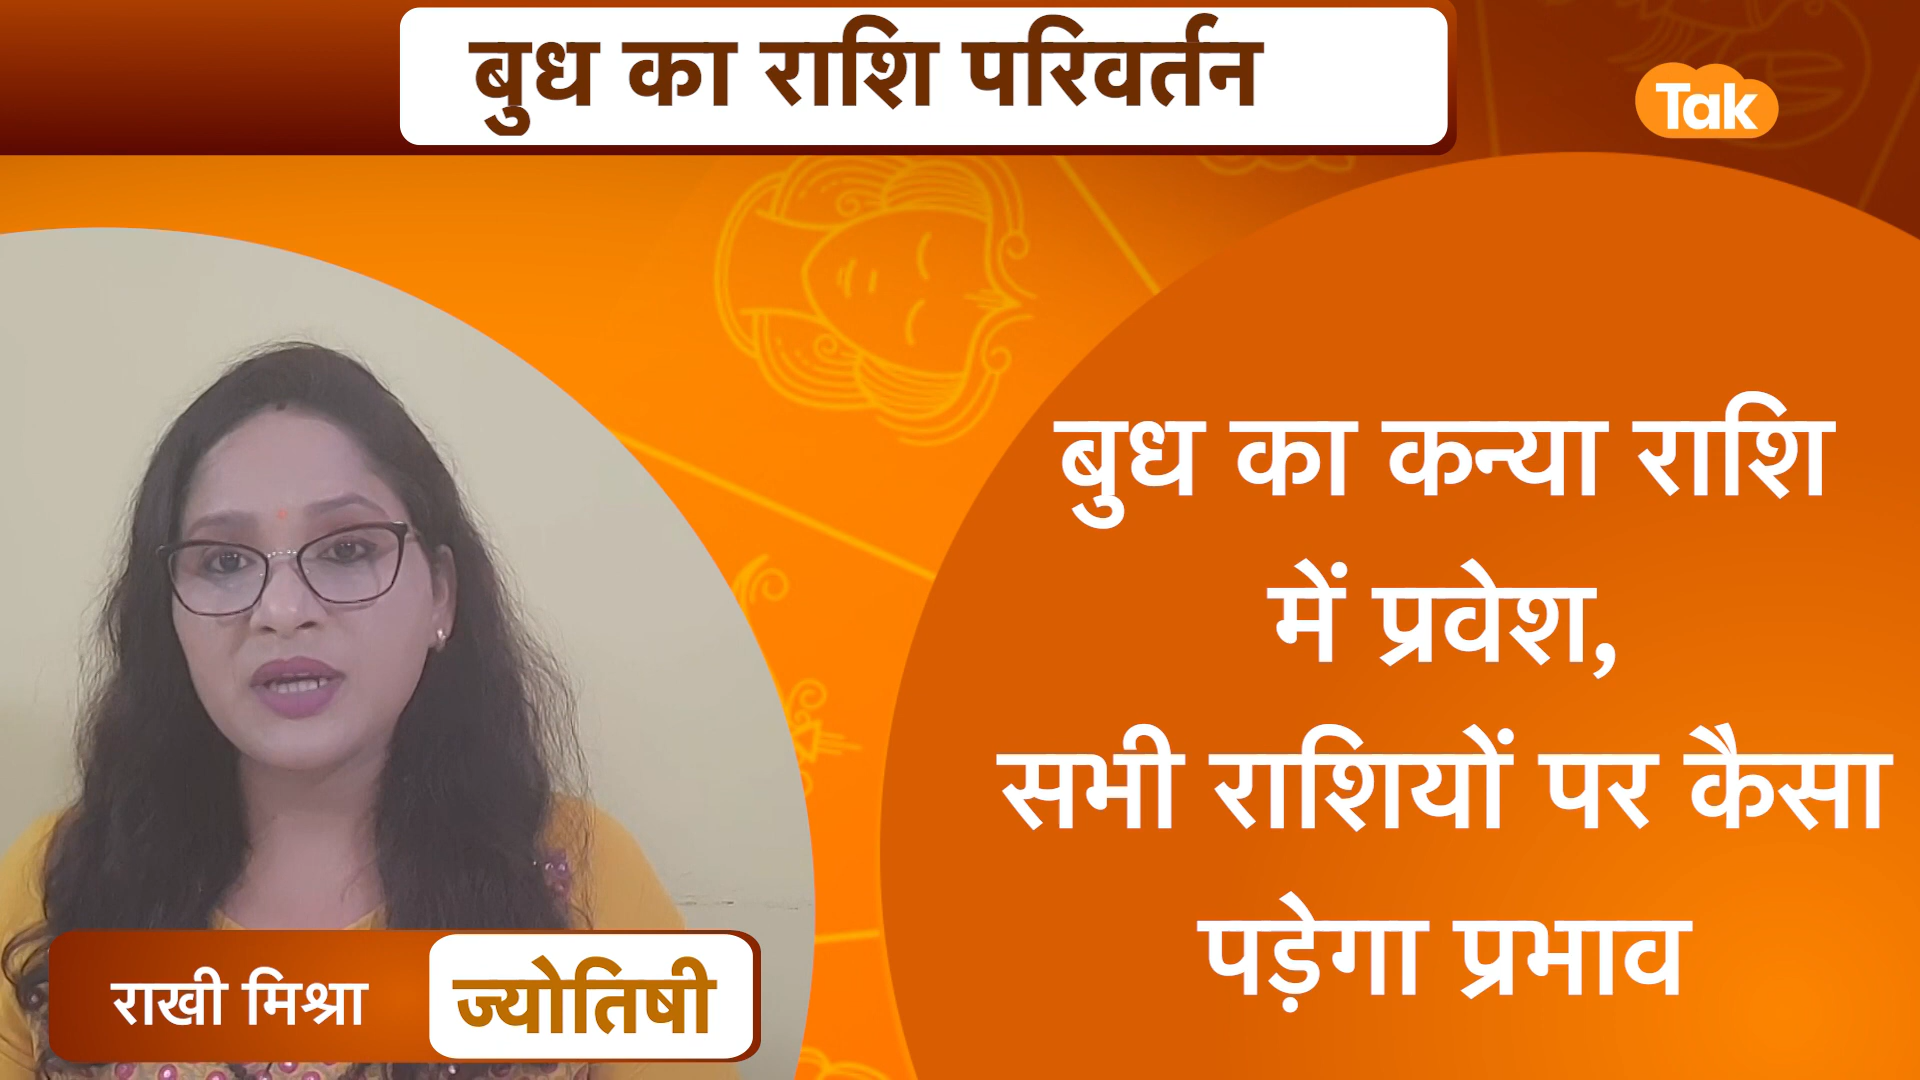 बुध का राशि परिवर्तन
Tak
बुध का कन्या राशि
में प्रवेश,
सभी राशियों पर कैसा
पड़ेगा प्रभाव
राखी मिश्रा
ज्योतिषी